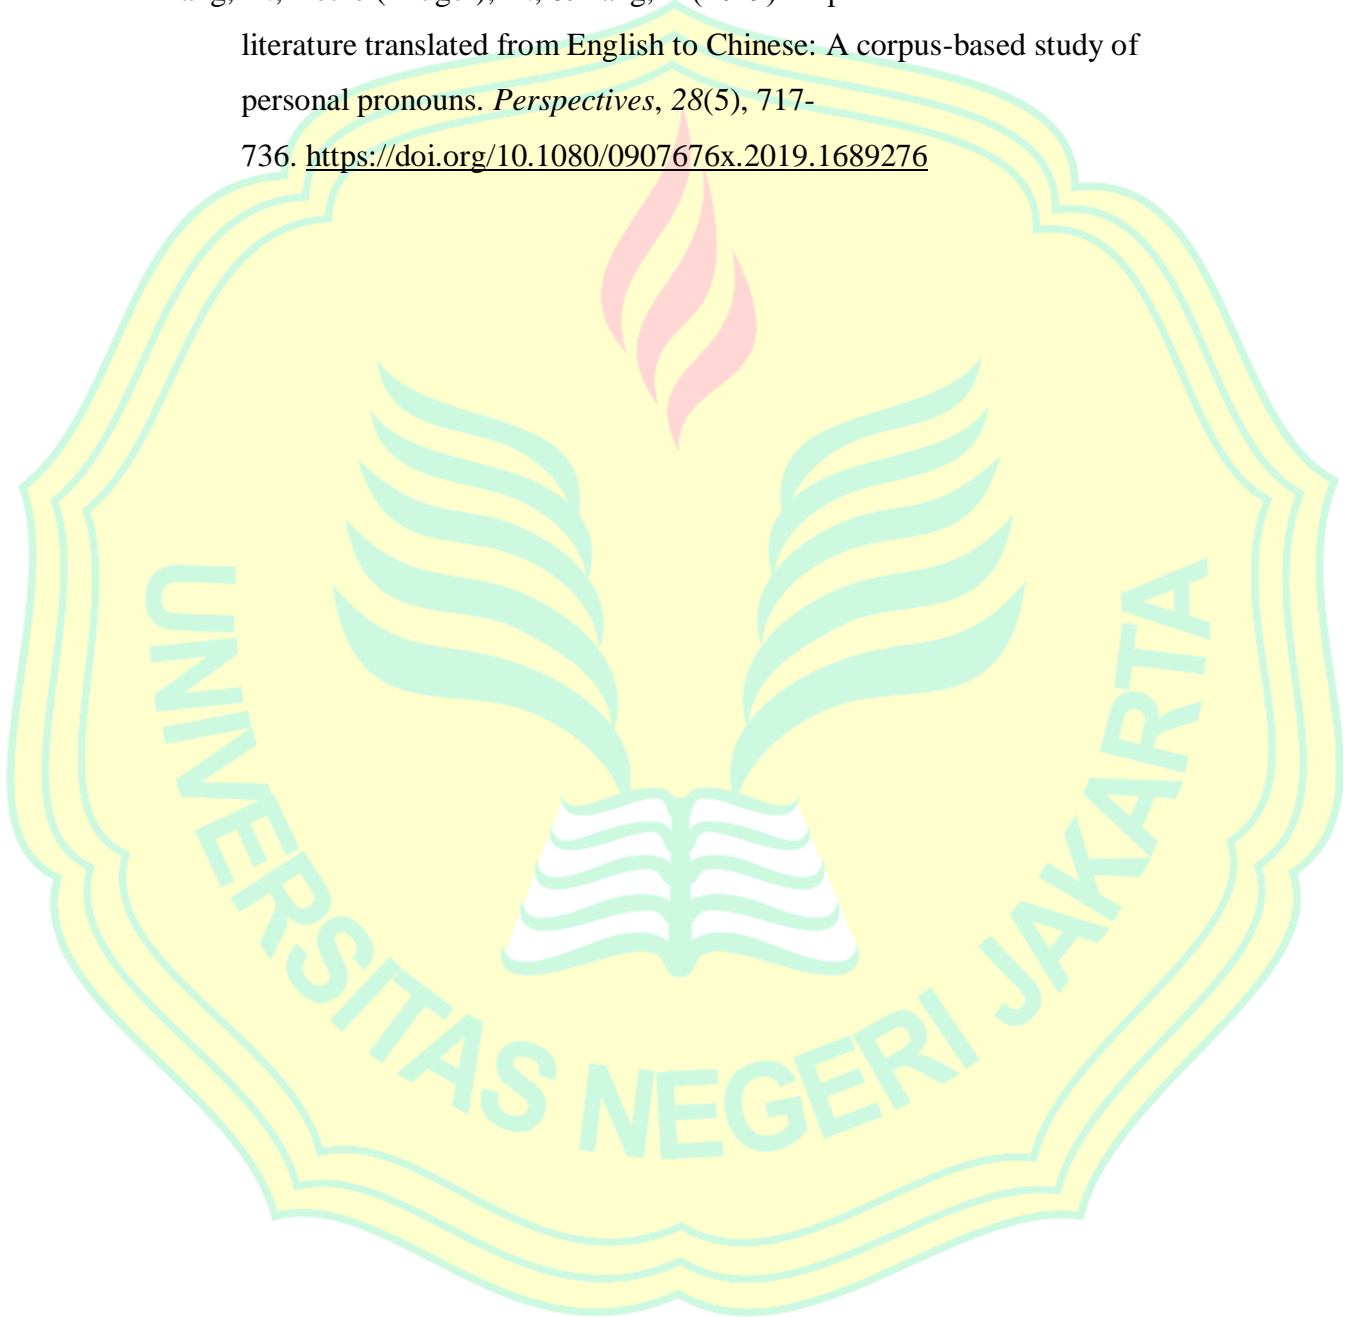 literature translated from English to Chinese: A corpus-based study of
personal pronouns. Perspectives, 28(5), 717-
736. https://doi.org/10.1080/0907676x.2019.1689276
UNIVERSITAS NEGERI JAKARTA